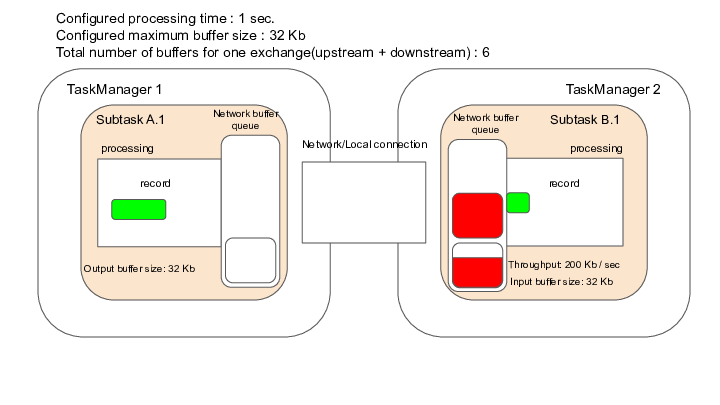 Configured processing time : 1 sec.
Configured maximum buffer size : 32 Kb
Total number of buffers for one exchange(upstream + downstream) : 6
TaskManager 1
TaskManager 2
Subtask A.1
Network buffer
queue
processing
record
Output buffer size: 32 Kb
Network/Local connection
Network buffer
queue
Subtask B.1
processing
record
Throughput: 200 Kb / sec
Input buffer size: 32 Kb